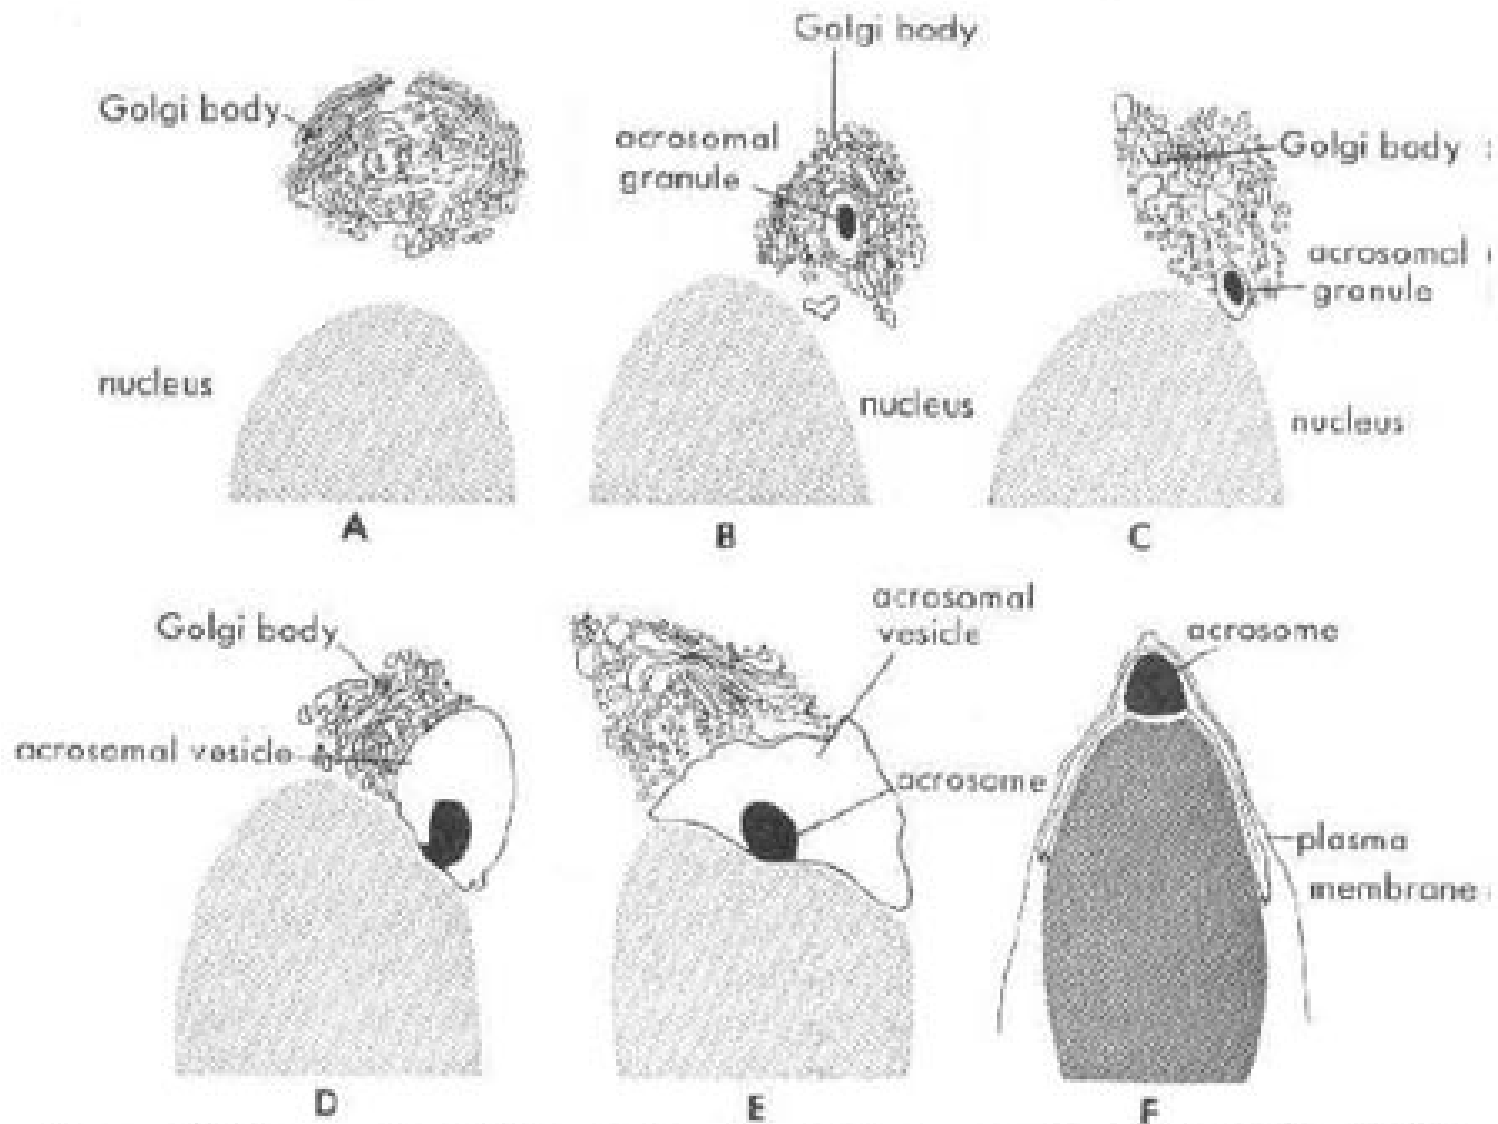 Golgi body
Golgi body
acrosomal
granule
Golgi body
acrosomal
granule
nucleus
nucleus
nucleus
A
B
C
Golgi body
acrosomal vesicle
acrosomal
vesicle
acrosome
acrosome
plasma
membrane
D
E
F